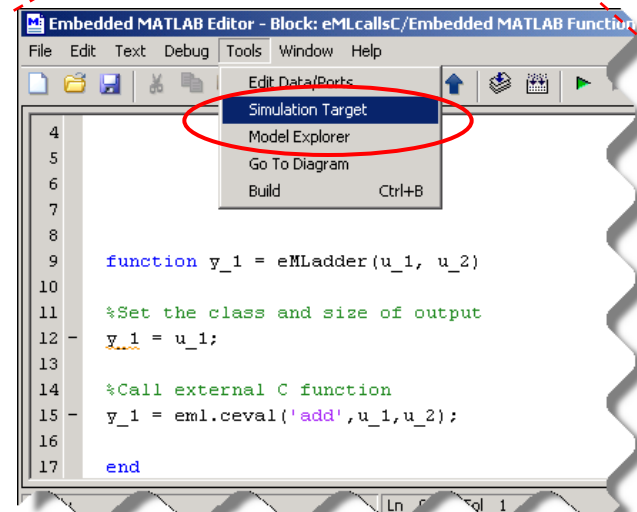 Embedded MATLAB Editor - Block: eMLcallsC/Embedded MATLAB Function
File Edit Text Debug Tools Window Help
Edit Data/Ports
Simulation Target
Model Explorer
Go To Diagram
Build Ctrl+B
4
5
6
7
8
9 function y_1 = eMLadder(u_1, u_2)
10
11 %Set the class and size of output
12 - y_1 = u_1;
13
14 %Call external C function
15 - y_1 = eml.ceval('add',u_1,u_2);
16
17 end
Ln Col 1